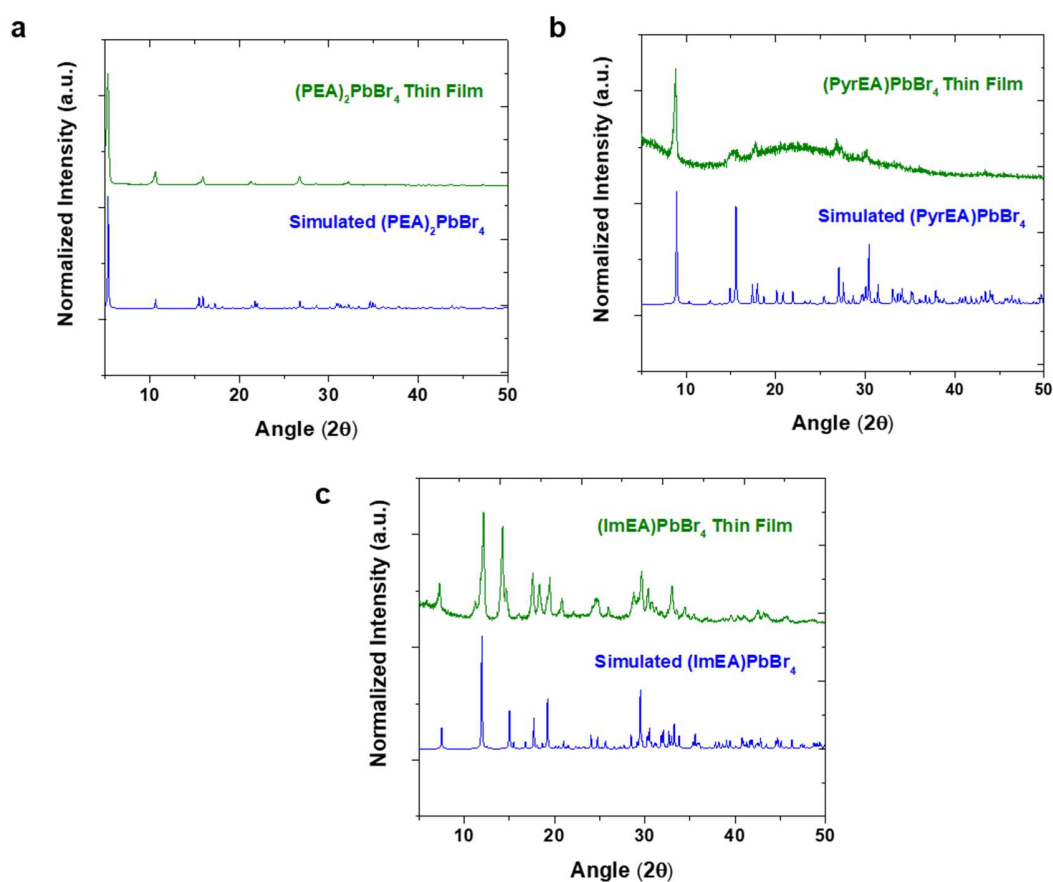 a
Normalized Intensity (a.u.)
(PEA)₂PbBr₄ Thin Film
Simulated (PEA)₂PbBr₄
10 20 30 40 50
Angle (2θ)
b
Normalized Intensity (a.u.)
(PyrEA)PbBr₄ Thin Film
Simulated (PyrEA)PbBr₄
10 20 30 40 50
Angle (2θ)
c
Normalized Intensity (a.u.)
(ImEA)PbBr₄ Thin Film
Simulated (ImEA)PbBr₄
10 20 30 40 50
Angle (2θ)